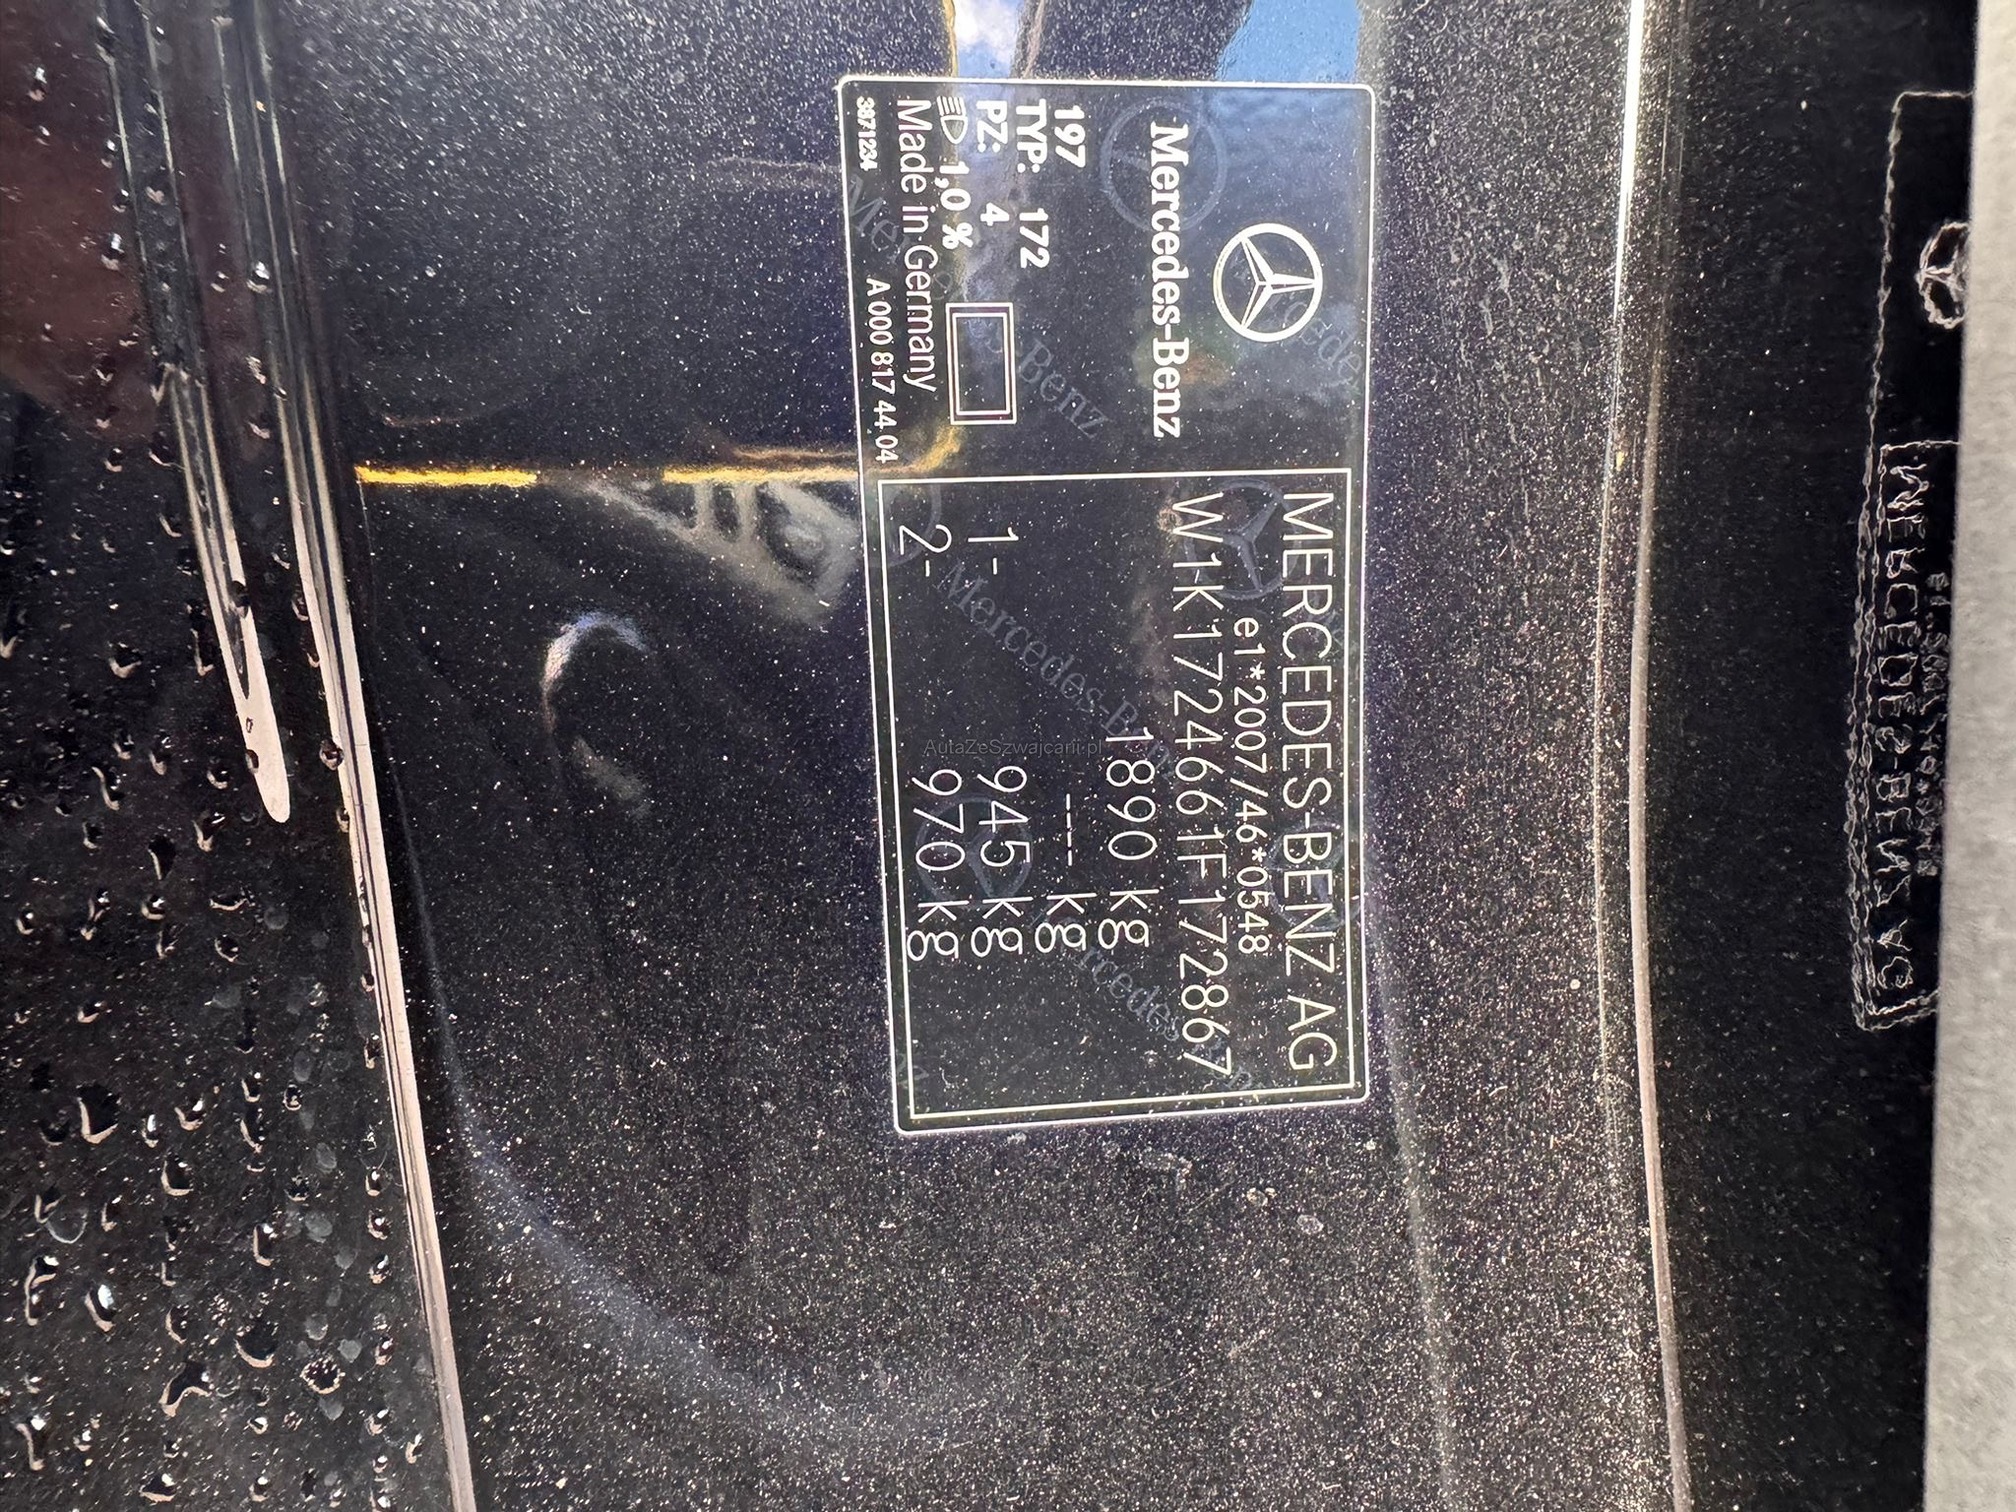 Mercedes-Benz
197
TYP: 172
PZ: 4
1,0 %
Made in Germany
3871234 A 000 817 44 04
MERCEDES-BENZ AG
e1*2007/46*0548
W1K1724661F172867
1890 kg
---- kg
1- 945 kg
2- 970 kg
AutaZeSzwajcarii.pl